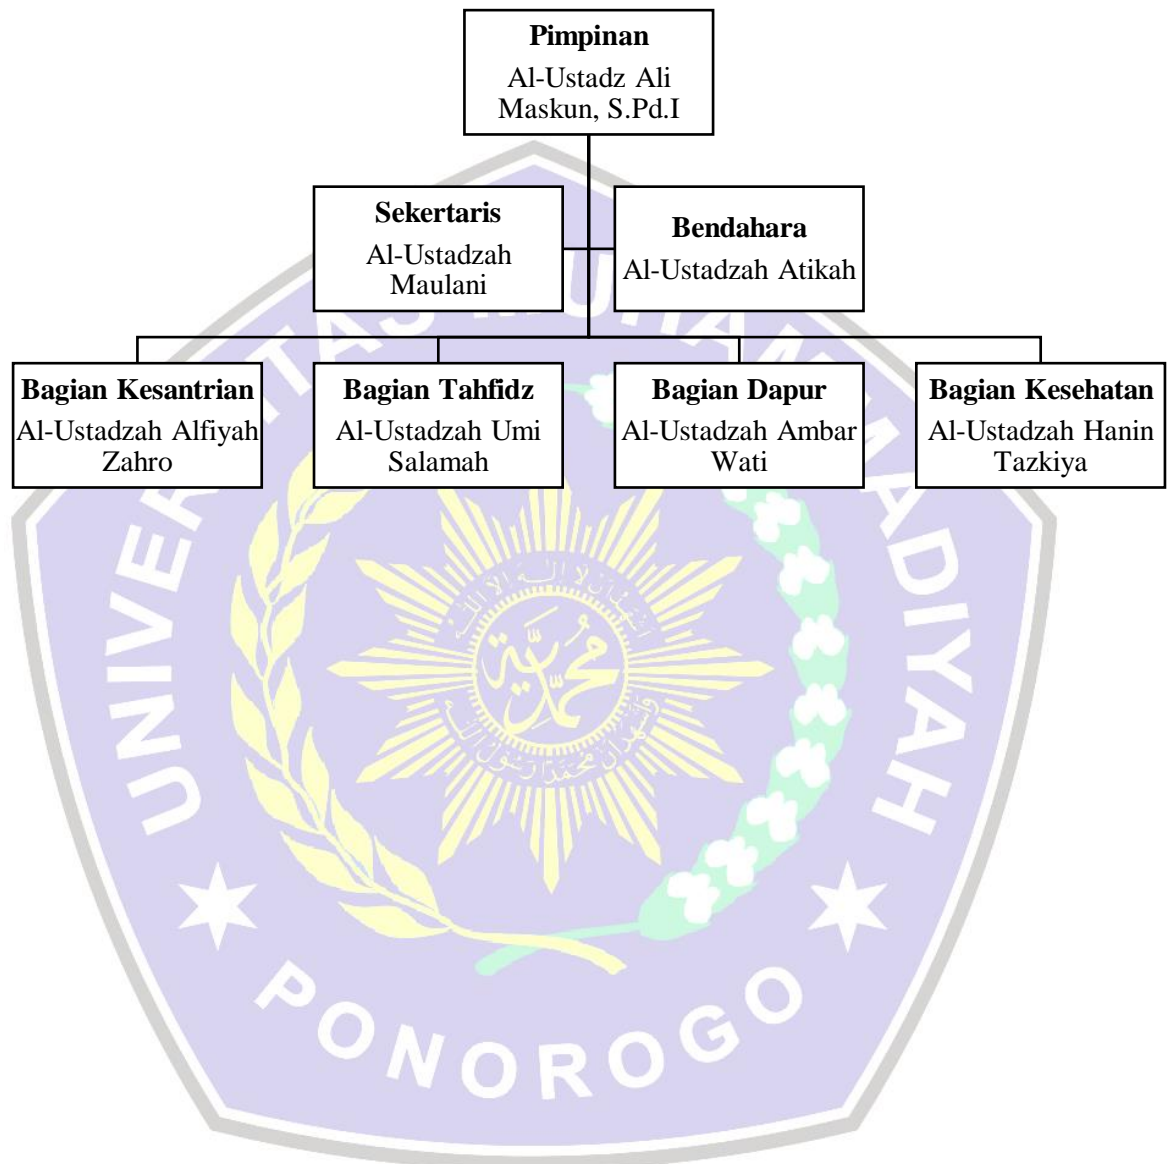 Pimpinan
Al-Ustadz Ali
Maskun, S.Pd.I
Sekertaris
Al-Ustadzah
Maulani
Bendahara
Al-Ustadzah Atikah
Bagian Kesantrian
Al-Ustadzah Alfiyah
Zahro
Bagian Tahfidz
Al-Ustadzah Umi
Salamah
Bagian Dapur
Al-Ustadzah Ambar
Wati
Bagian Kesehatan
Al-Ustadzah Hanin
Tazkiya
محمدية
PONOROGO